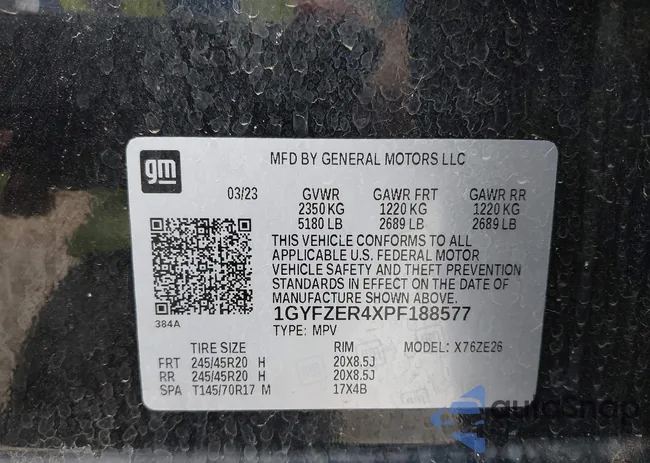 gm
MFD BY GENERAL MOTORS LLC
03/23 GVWR GAWR FRT GAWR RR
2350 KG 1220 KG 1220 KG
5180 LB 2689 LB 2689 LB
THIS VEHICLE CONFORMS TO ALL
APPLICABLE U.S. FEDERAL MOTOR
VEHICLE SAFETY AND THEFT PREVENTION
STANDARDS IN EFFECT ON THE DATE OF
MANUFACTURE SHOWN ABOVE.
384A
1GYFZER4XPF188577
TYPE: MPV
TIRE SIZE RIM MODEL: X76ZE26
FRT 245/45R20 H 20X8.5J
RR 245/45R20 H 20X8.5J
SPA T145/70R17 M 17X4B
autoSnap